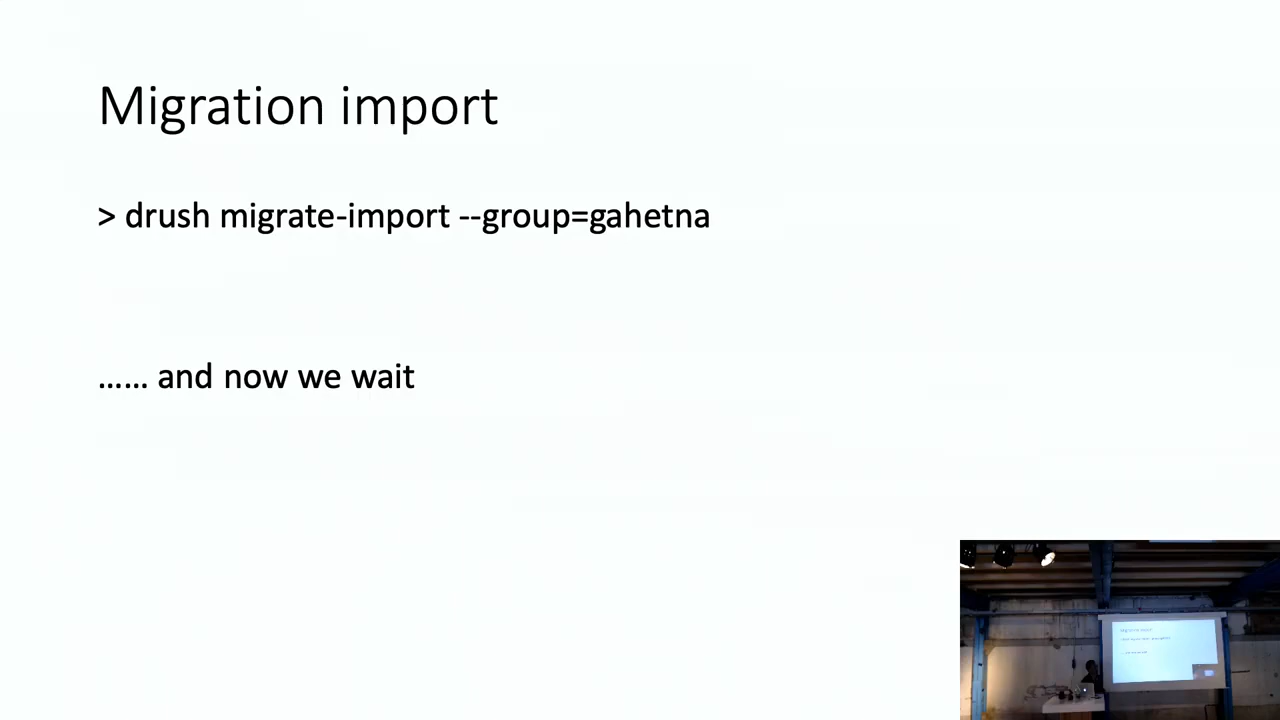 Migration import
> drush migrate-import --group=gahetna
...... and now we wait